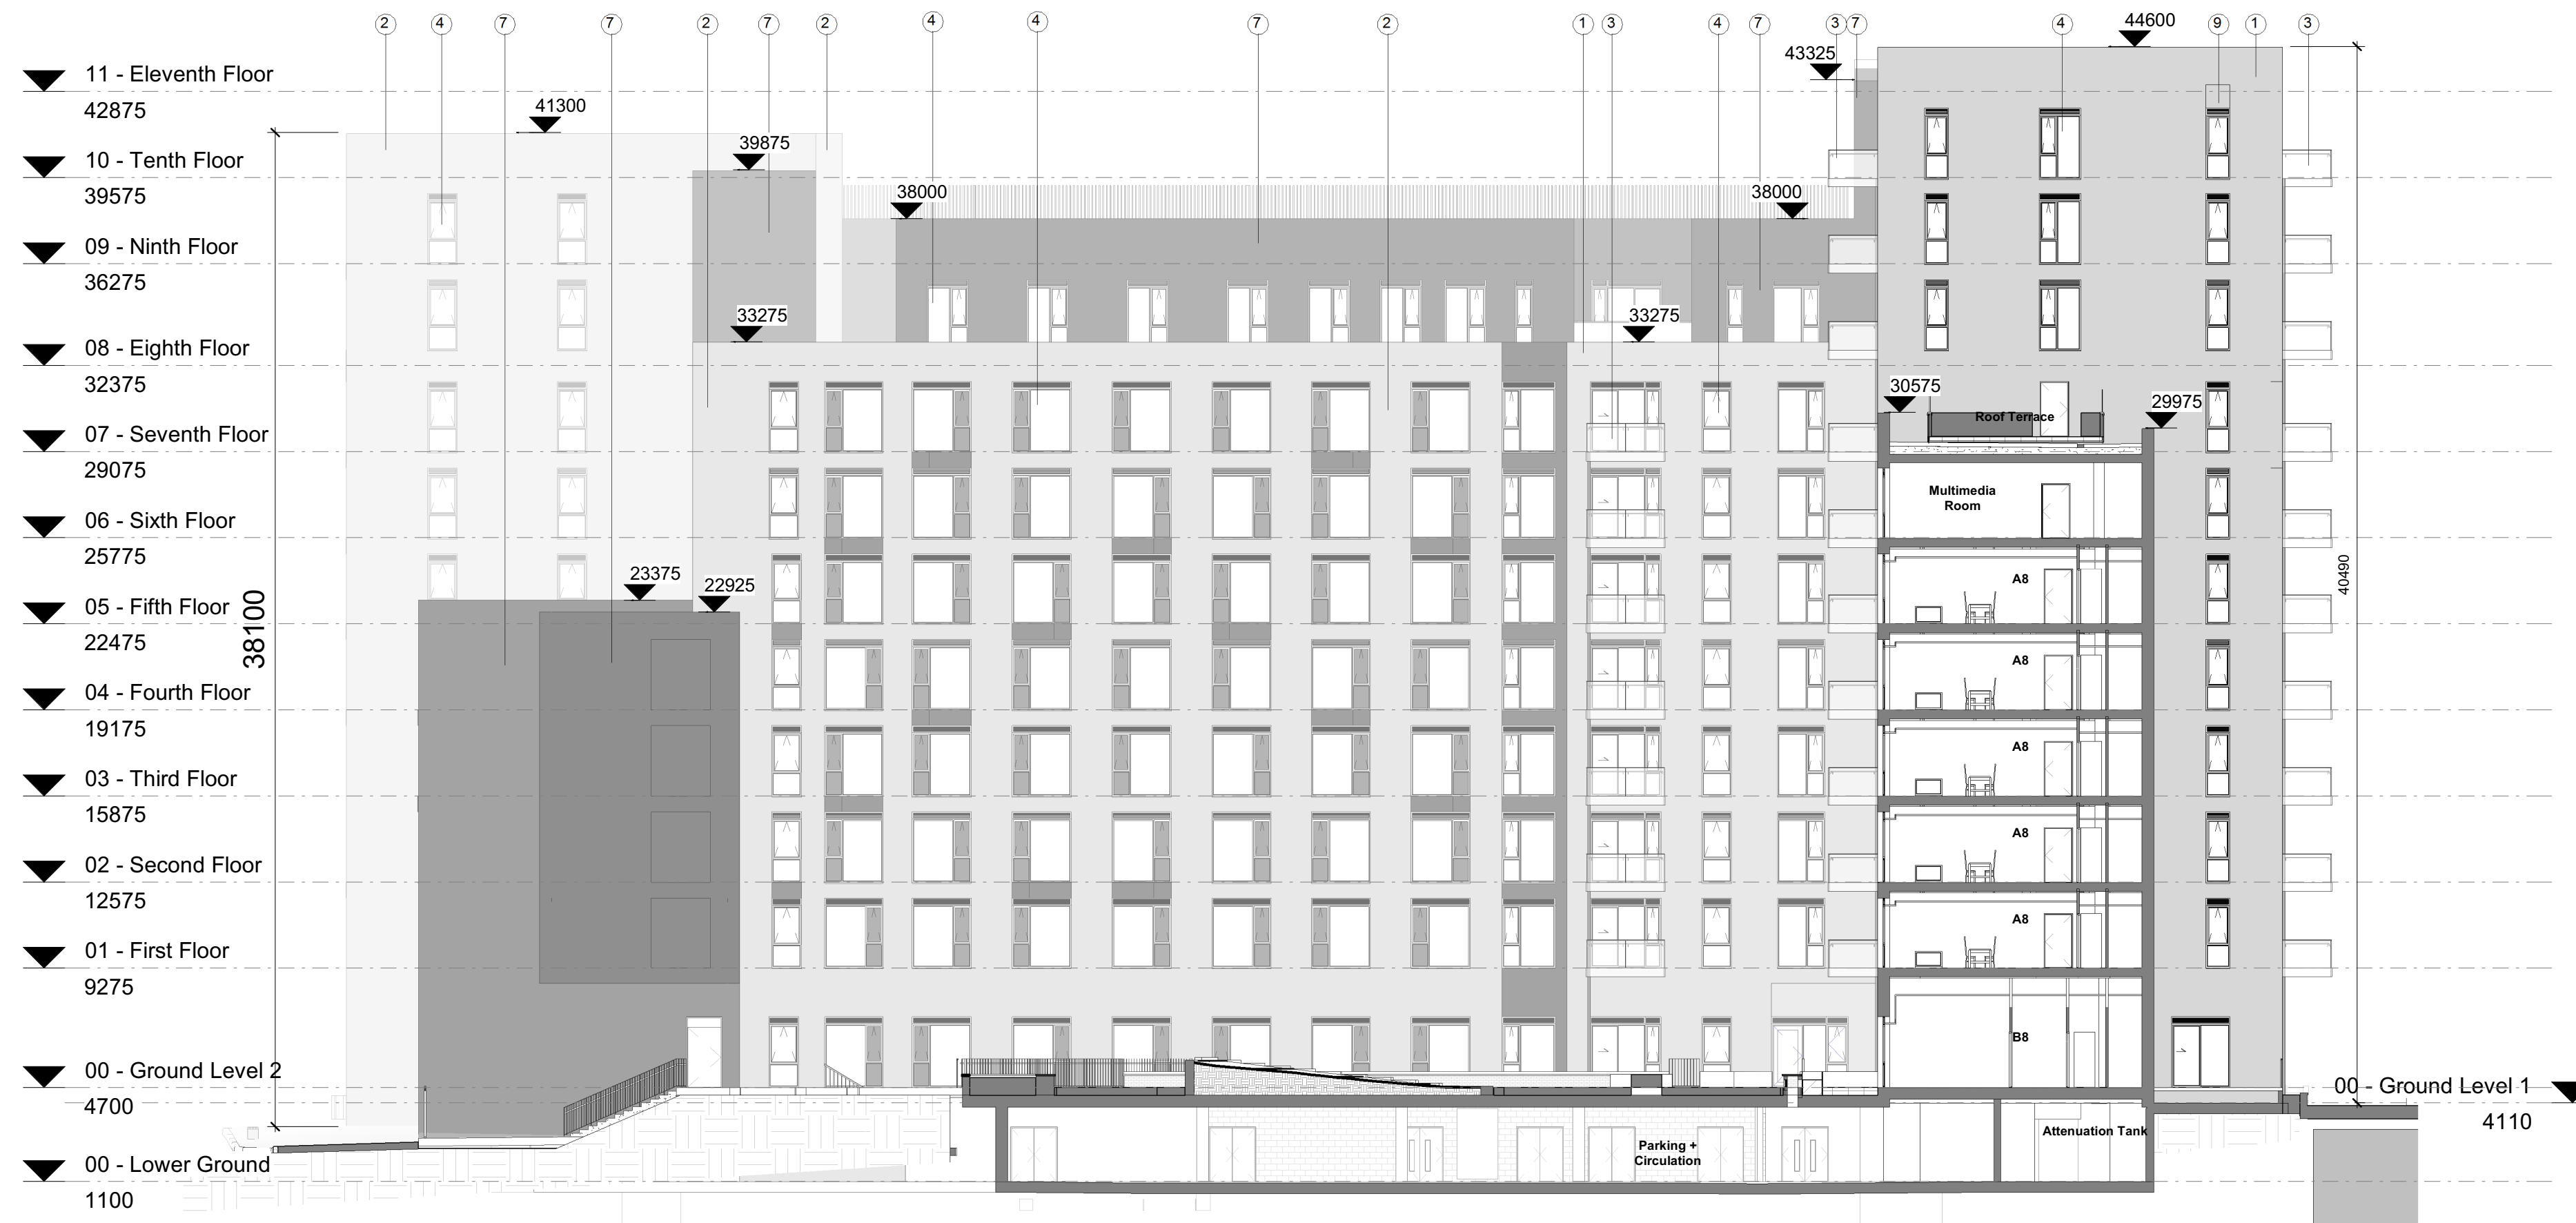 2 4 7 7 2 7 2 4 4 7 2 1 3 4 7 3 7 4 9 1 3
44600
43325
11 - Eleventh Floor
42875
41300
39875
10 - Tenth Floor
39575
38000
38000
09 - Ninth Floor
36275
33275
33275
08 - Eighth Floor
32375
30575
29975
Roof Terrace
07 - Seventh Floor
29075
Multimedia
Room
06 - Sixth Floor
25775
23375
22925
A8
40490
05 - Fifth Floor
22475
38100
A8
04 - Fourth Floor
19175
A8
03 - Third Floor
15875
A8
02 - Second Floor
12575
A8
01 - First Floor
9275
B8
00 - Ground Level 2
4700
00 - Ground Level 1
4110
Attenuation Tank
Parking +
Circulation
00 - Lower Ground
1100